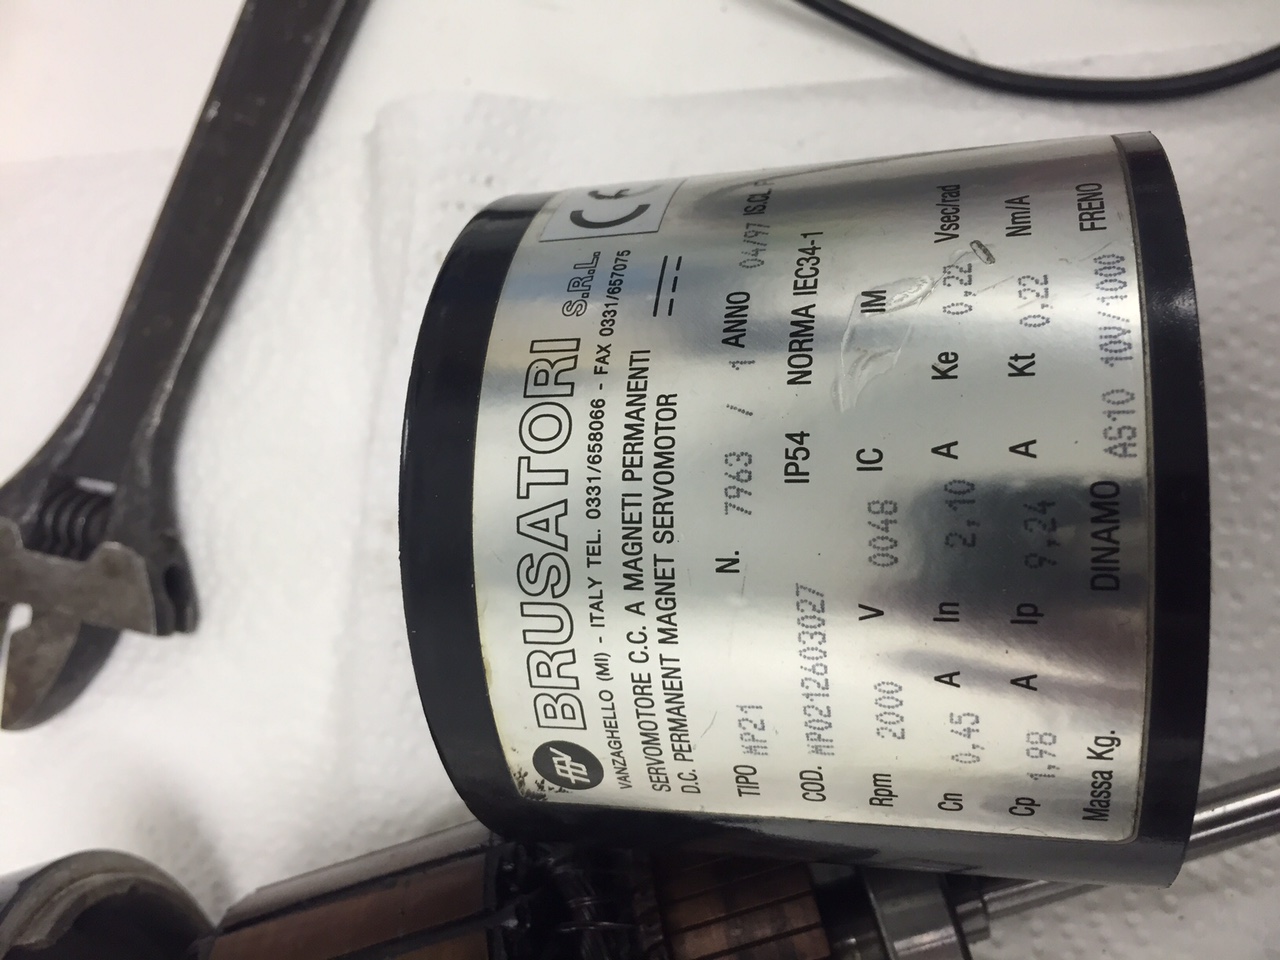 BRUSATORI S.R.L. CE
VANZAGHELLO (MI) - ITALY TEL. 0331/658066 - FAX 0331/657075
SERVOMOTORE C.C. A MAGNETI PERMANENTI
D.C. PERMANENT MAGNET SERVOMOTOR
TIPO MP21 N. 7963 / 1 ANNO 04/97 IS.CL. F
COD. MP0212603027 IP54 NORMA IEC34-1
Rpm 2000 V 0048 IC IM
Cn 0,45 A In 2,10 A Ke 0,22 Vsec/rad
Cp 1,98 A Ip 9,24 A Kt 0,22 Nm/A
Massa Kg. DINAMO AS10 10V/1000 FRENO